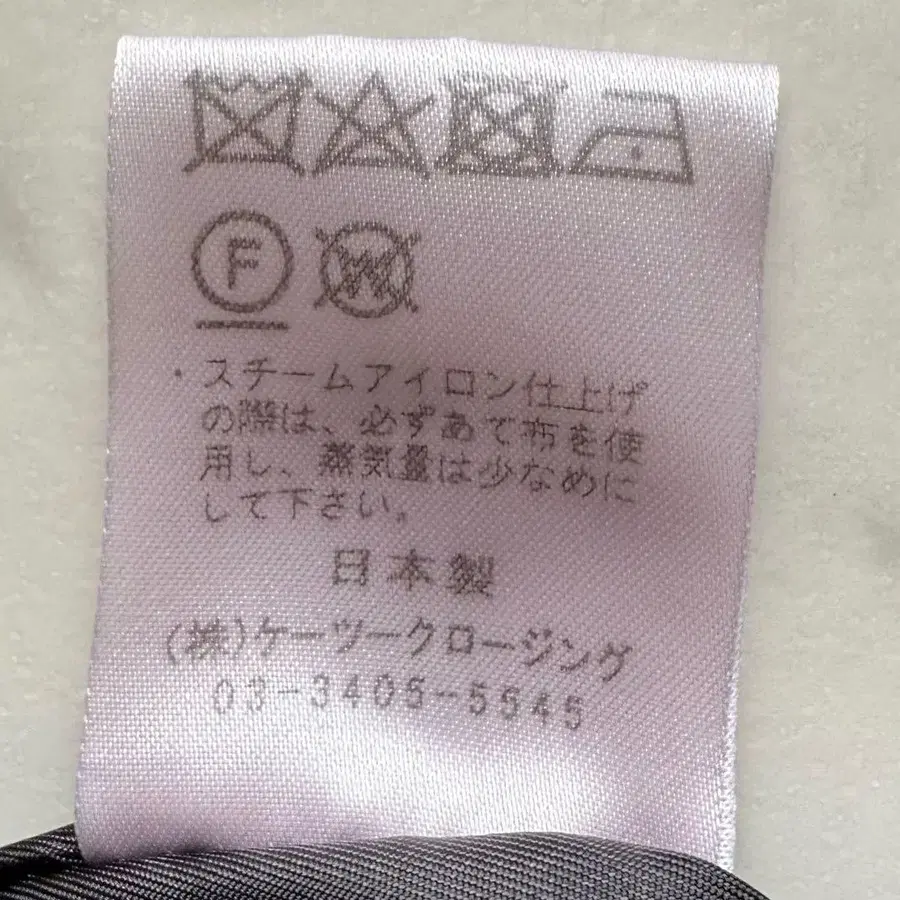 F W
・スチームアイロン仕上げ
の際は、必ずあて布を使
用し、蒸気量は少なめに
して下さい。
日本製
(株)ケーツークロージング
03-3405-5545